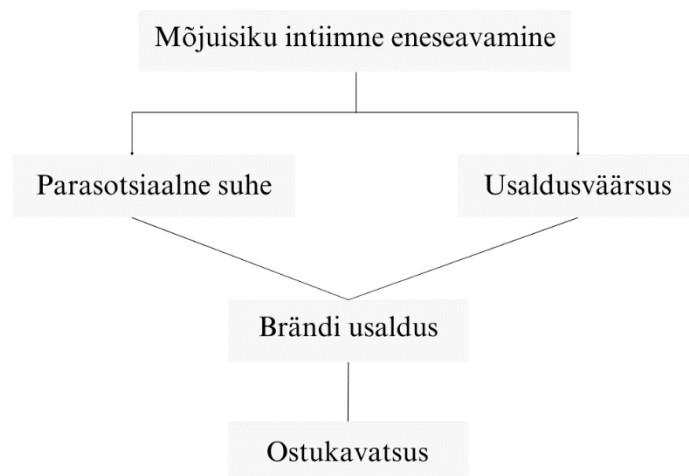 Mõjuisiku intiimne eneseavamine
Parasotsiaalne suhe
Usaldusväärsus
Brändi usaldus
Ostukavatsus